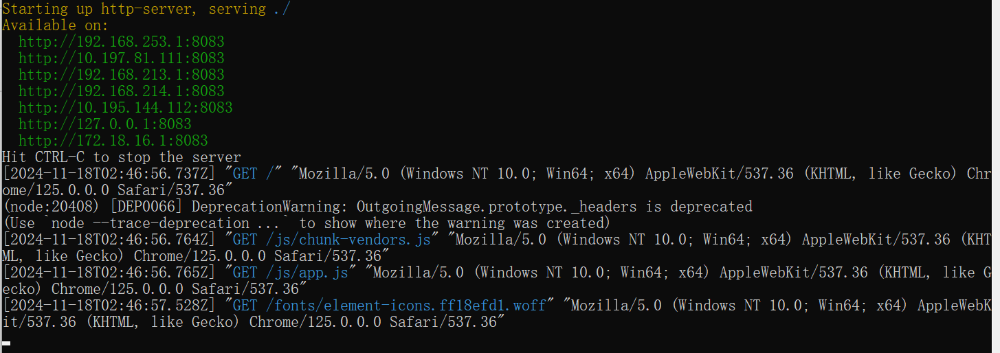 Starting up http-server, serving ./
Available on:
  http://192.168.253.1:8083
  http://10.197.81.111:8083
  http://192.168.213.1:8083
  http://192.168.214.1:8083
  http://10.195.144.112:8083
  http://127.0.0.1:8083
  http://172.18.16.1:8083
Hit CTRL-C to stop the server
[2024-11-18T02:46:56.737Z] "GET /" "Mozilla/5.0 (Windows NT 10.0; Win64; x64) AppleWebKit/537.36 (KHTML, like Gecko) Chr
ome/125.0.0.0 Safari/537.36"
(node:20408) [DEP0066] DeprecationWarning: OutgoingMessage.prototype._headers is deprecated
(Use `node --trace-deprecation ...` to show where the warning was created)
[2024-11-18T02:46:56.764Z] "GET /js/chunk-vendors.js" "Mozilla/5.0 (Windows NT 10.0; Win64; x64) AppleWebKit/537.36 (KHT
ML, like Gecko) Chrome/125.0.0.0 Safari/537.36"
[2024-11-18T02:46:56.765Z] "GET /js/app.js" "Mozilla/5.0 (Windows NT 10.0; Win64; x64) AppleWebKit/537.36 (KHTML, like G
ecko) Chrome/125.0.0.0 Safari/537.36"
[2024-11-18T02:46:57.528Z] "GET /fonts/element-icons.ff18efd1.woff" "Mozilla/5.0 (Windows NT 10.0; Win64; x64) AppleWebK
it/537.36 (KHTML, like Gecko) Chrome/125.0.0.0 Safari/537.36"